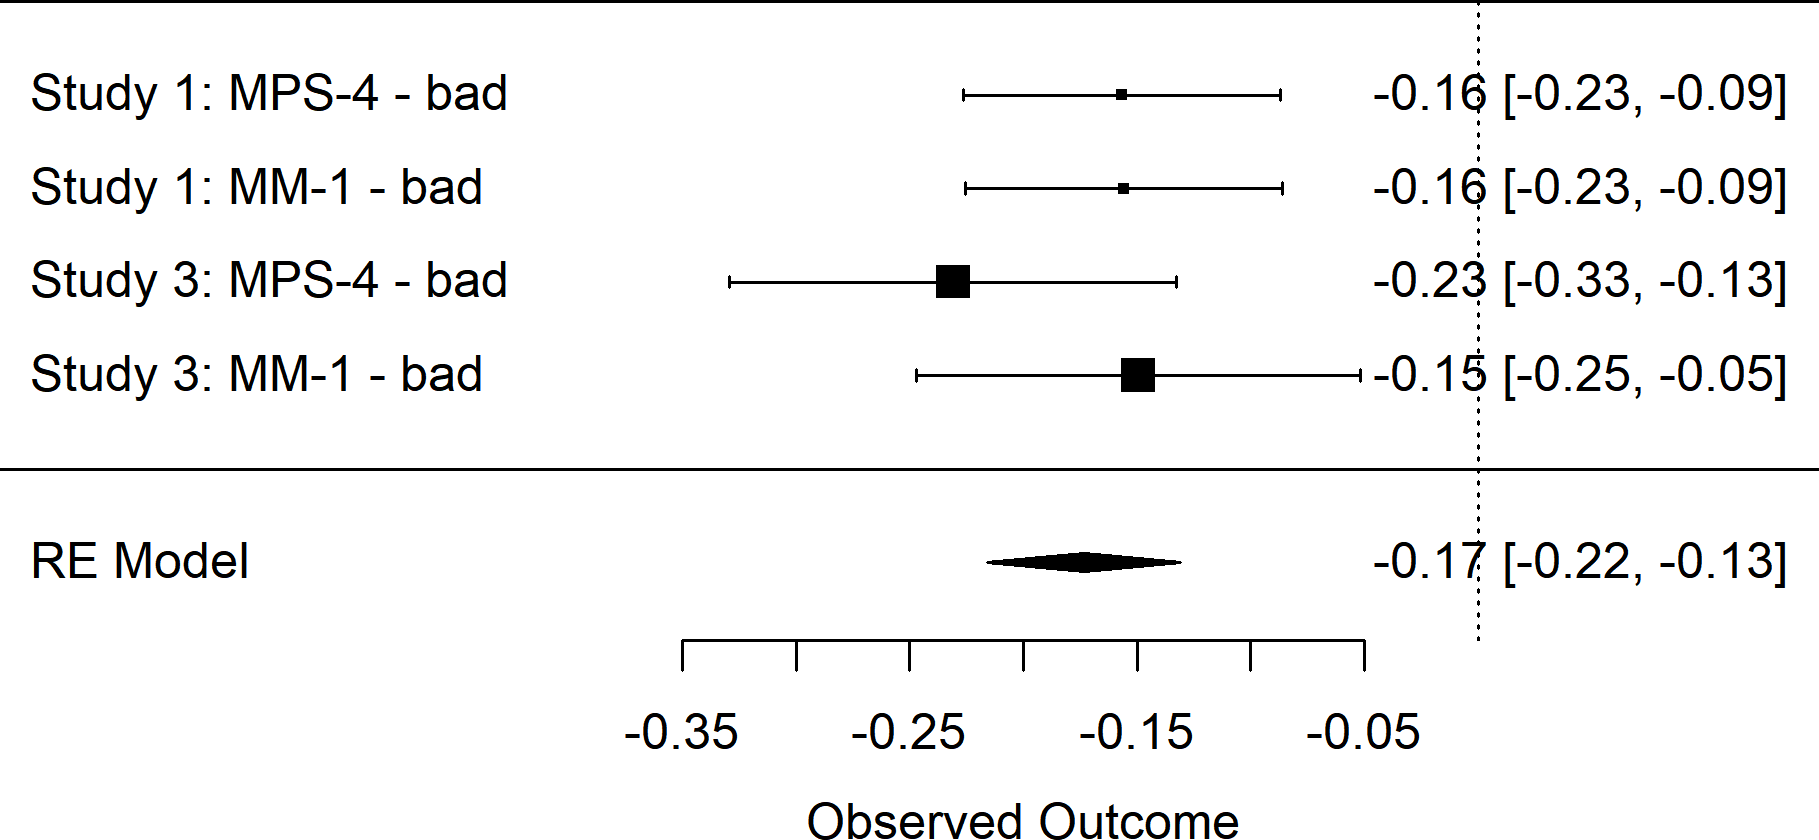 Study 1: MPS-4 - bad -0.16 [-0.23, -0.09]
Study 1: MM-1 - bad -0.16 [-0.23, -0.09]
Study 3: MPS-4 - bad -0.23 [-0.33, -0.13]
Study 3: MM-1 - bad -0.15 [-0.25, -0.05]
RE Model -0.17 [-0.22, -0.13]
-0.35 -0.25 -0.15 -0.05
Observed Outcome